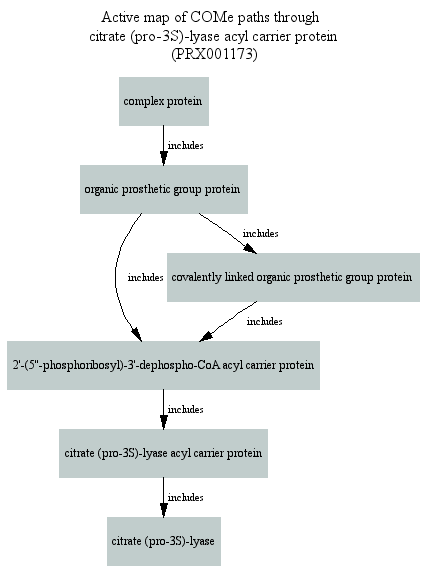 Active map of COMe paths through
citrate (pro-3S)-lyase acyl carrier protein
(PRX001173)
complex protein
includes
organic prosthetic group protein
includes
includes
covalently linked organic prosthetic group protein
includes
2'-(5''-phosphoribosyl)-3'-dephospho-CoA acyl carrier protein
includes
citrate (pro-3S)-lyase acyl carrier protein
includes
citrate (pro-3S)-lyase